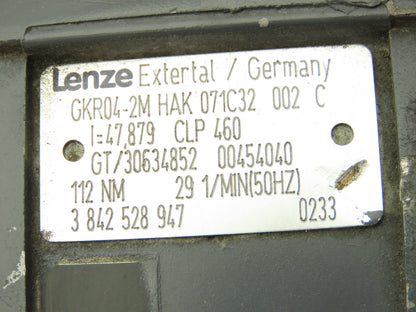 Lenze Extertal / Germany
GKR04-2M HAK 071C32 002 C
I=47,879 CLP 460
GT/30634852 00454040
112 NM 29 1/MIN(50HZ)
3 842 528 947 0233